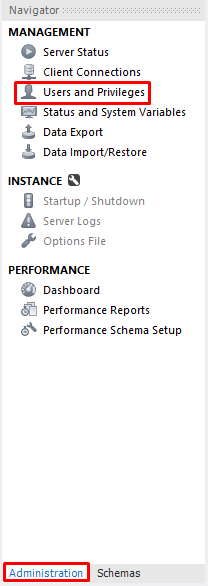 Navigator
MANAGEMENT
Server Status
Client Connections
Users and Privileges
Status and System Variables
Data Export
Data Import/Restore
INSTANCE
Startup / Shutdown
Server Logs
Options File
PERFORMANCE
Dashboard
Performance Reports
Performance Schema Setup
Administration Schemas